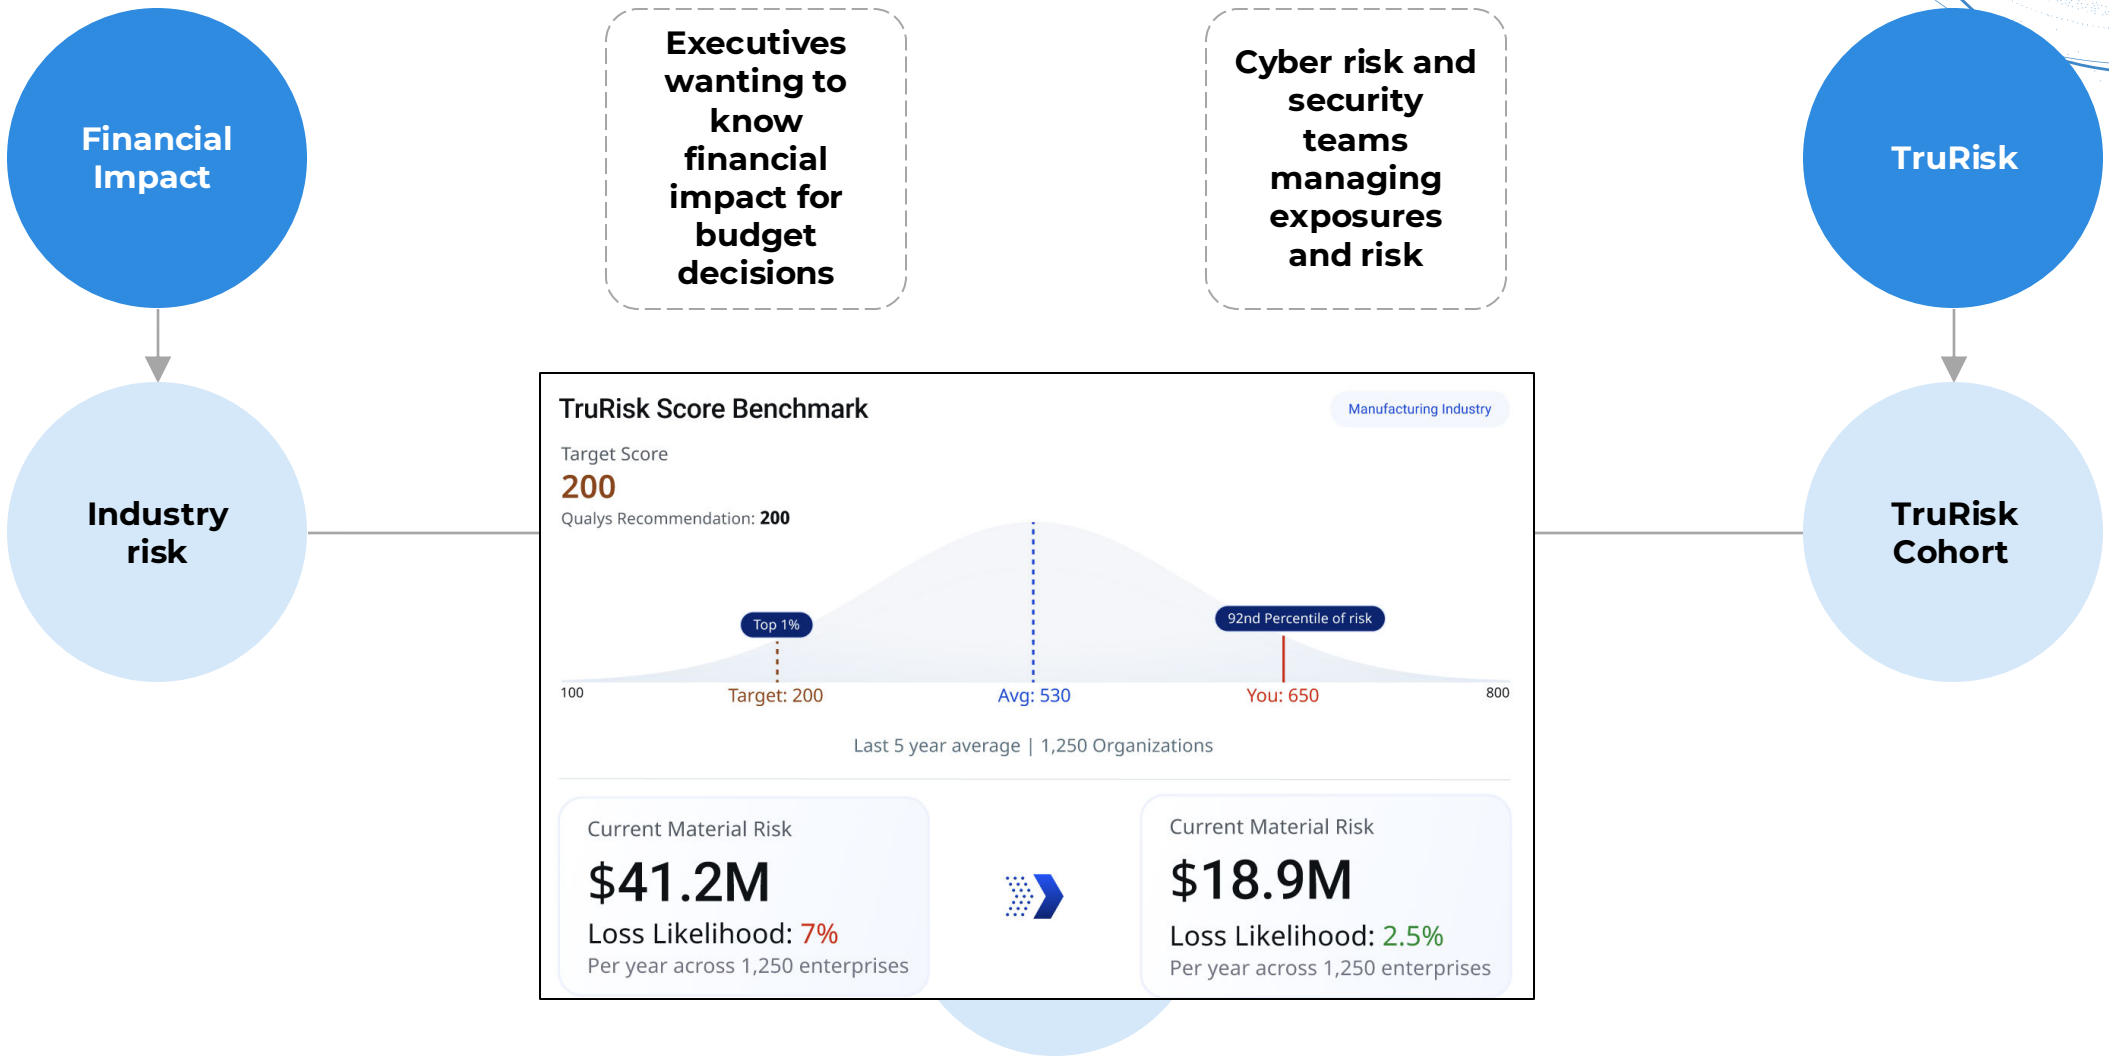 Financial
Impact
Executives
wanting to
know
financial
impact for
budget
decisions
Cyber risk and
security
teams
managing
exposures
and risk
TruRisk
Industry
risk
TruRisk Score Benchmark
Manufacturing Industry
Target Score
200
Qualys Recommendation: 200
Top 1%
92nd Percentile of risk
100
Target: 200
Avg: 530
You: 650
800
Last 5 year average | 1,250 Organizations
Current Material Risk
$41.2M
Loss Likelihood: 7%
Per year across 1,250 enterprises
Current Material Risk
$18.9M
Loss Likelihood: 2.5%
Per year across 1,250 enterprises
TruRisk
Cohort